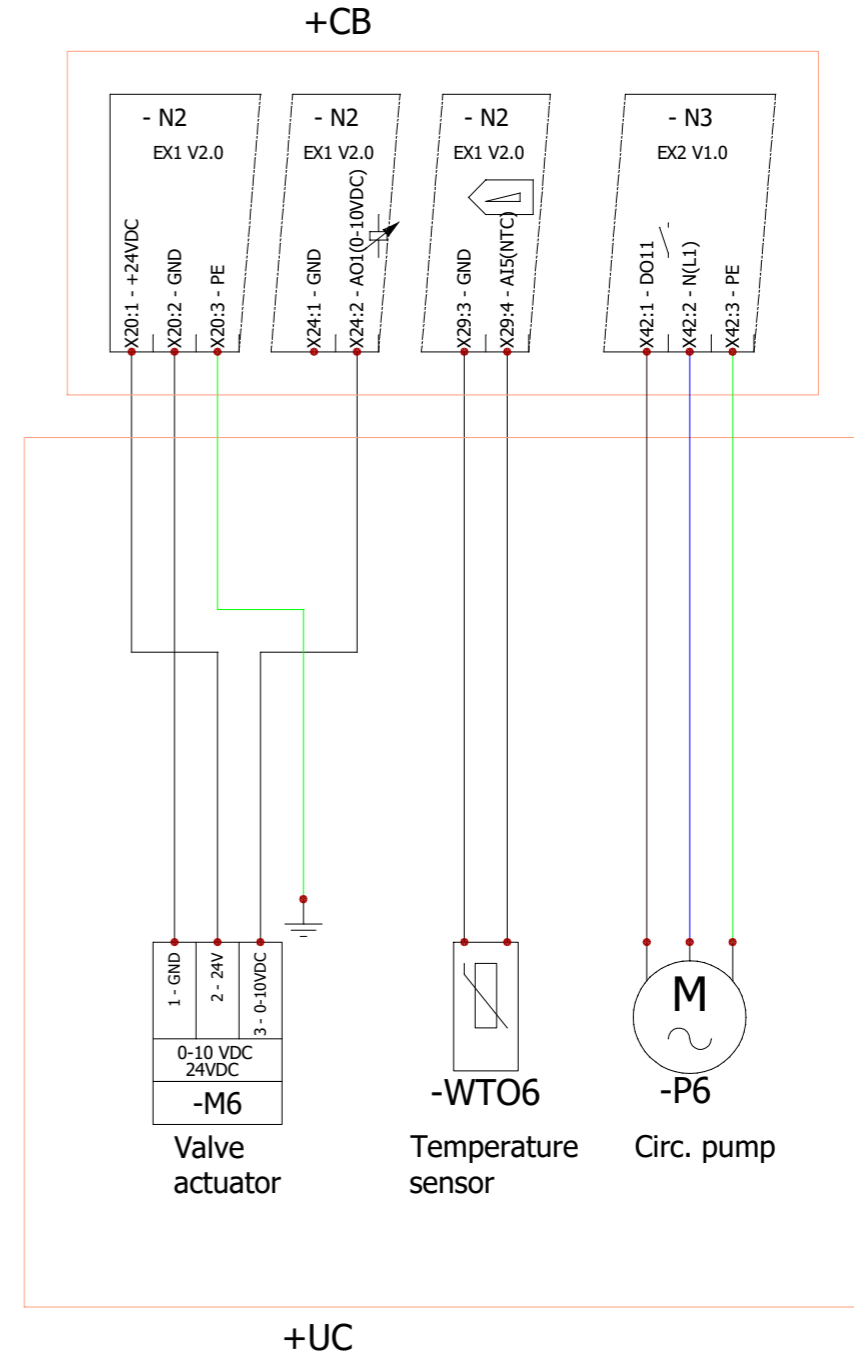 +CB
- N2
EX1 V2.0
X20:1 - +24VDC
X20:2 - GND
X20:3 - PE
- N2
EX1 V2.0
X24:1 - GND
X24:2 - AO1(0-10VDC)
- N2
EX1 V2.0
X29:3 - GND
X29:4 - AI5(NTC)
- N3
EX2 V1.0
X42:1 - DO11
X42:2 - N(L1)
X42:3 - PE
1 - GND
2 - 24V
3 - 0-10VDC
0-10 VDC
24VDC
-M6
Valve
actuator
-WTO6
Temperature
sensor
M
-P6
Circ. pump
+UC